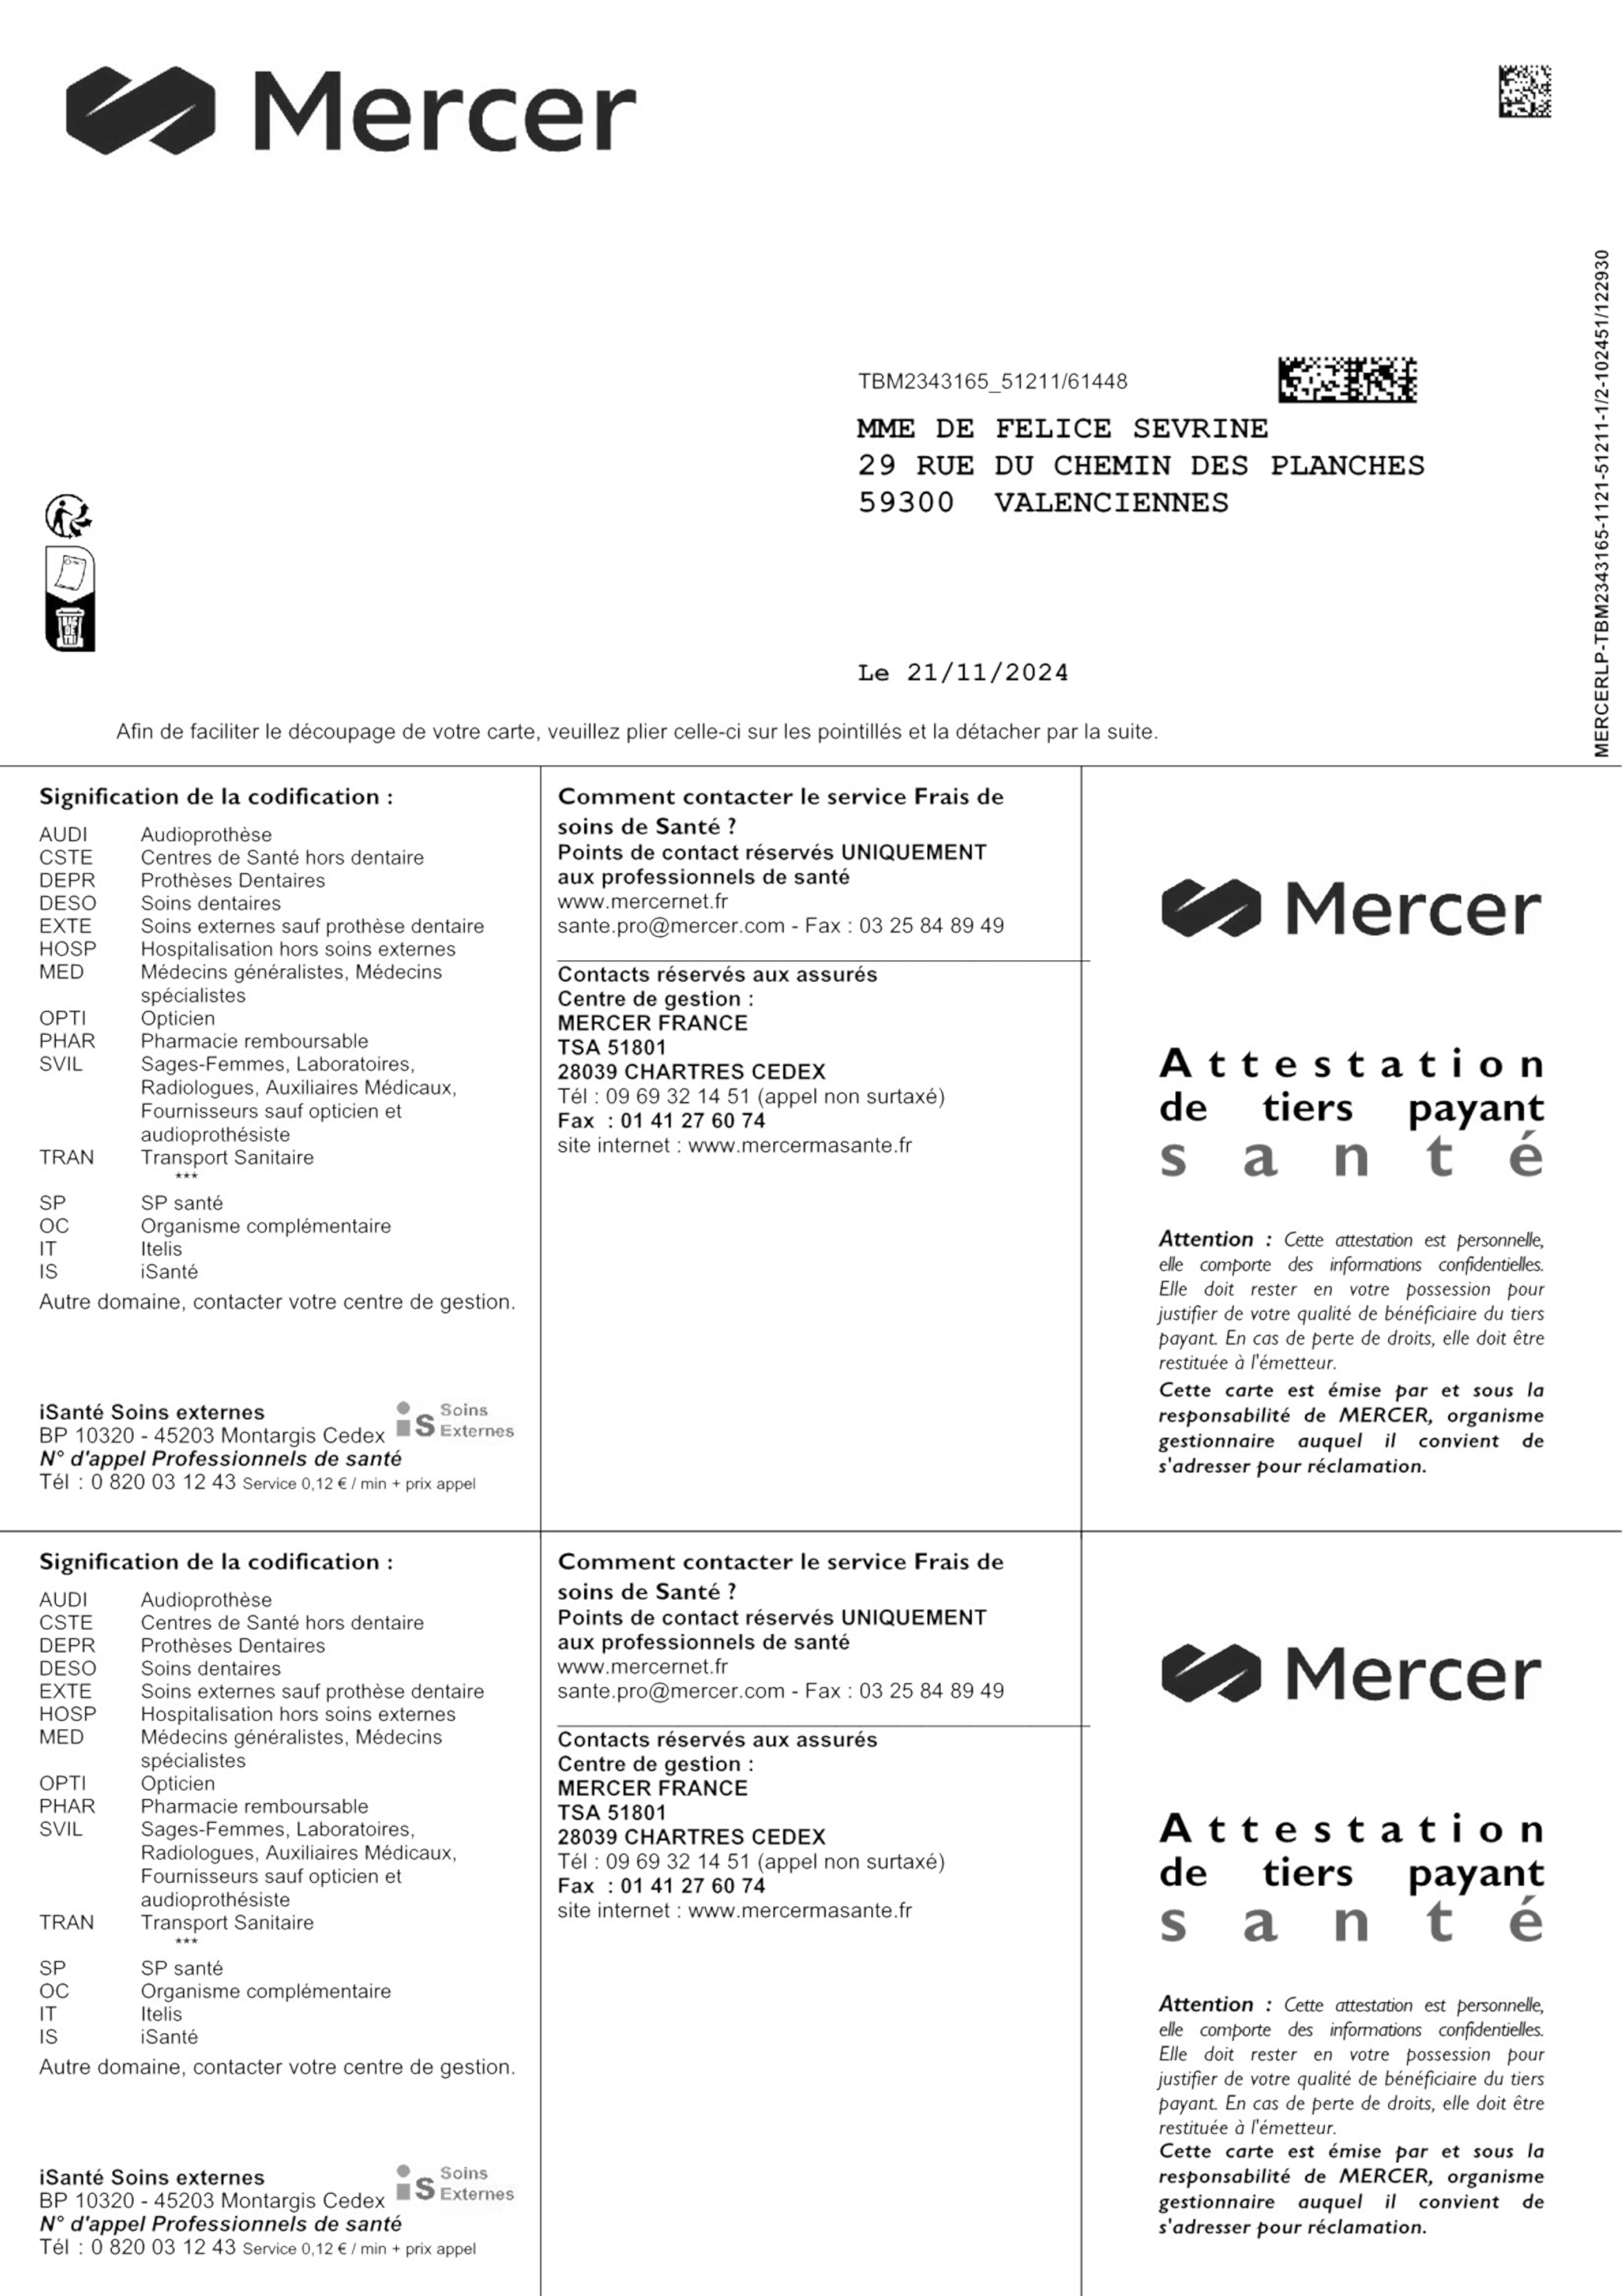 Mercer
TBM2343165_51211/61448
MME DE FELICE SEVRINE
29 RUE DU CHEMIN DES PLANCHES
59300 VALENCIENNES
MERCERLP-TBM2343165-1121-51211-1/2-102451/122930
BAC
DE
TRI
Le 21/11/2024
Afin de faciliter le découpage de votre carte, veuillez plier celle-ci sur les pointillés et la détacher par la suite.
Signification de la codification :
AUDI Audioprothèse
CSTE Centres de Santé hors dentaire
DEPR Prothèses Dentaires
DESO Soins dentaires
EXTE Soins externes sauf prothèse dentaire
HOSP Hospitalisation hors soins externes
MED Médecins généralistes, Médecins
spécialistes
OPTI Opticien
PHAR Pharmacie remboursable
SVIL Sages-Femmes, Laboratoires,
Radiologues, Auxiliaires Médicaux,
Fournisseurs sauf opticien et
audioprothésiste
TRAN Transport Sanitaire
***
SP SP santé
OC Organisme complémentaire
IT Itelis
IS iSanté
Autre domaine, contacter votre centre de gestion.
iSanté Soins externes
BP 10320 - 45203 Montargis Cedex
N° d'appel Professionnels de santé
Tél : 0 820 03 12 43 Service 0,12 € / min + prix appel
iS Soins
Externes
Comment contacter le service Frais de
soins de Santé ?
Points de contact réservés UNIQUEMENT
aux professionnels de santé
www.mercernet.fr
sante.pro@mercer.com - Fax : 03 25 84 89 49
Contacts réservés aux assurés
Centre de gestion :
MERCER FRANCE
TSA 51801
28039 CHARTRES CEDEX
Tél : 09 69 32 14 51 (appel non surtaxé)
Fax : 01 41 27 60 74
site internet : www.mercermasante.fr
Mercer
Attestation
de tiers payant
santé
Attention : Cette attestation est personnelle,
elle comporte des informations confidentielles.
Elle doit rester en votre possession pour
justifier de votre qualité de bénéficiaire du tiers
payant. En cas de perte de droits, elle doit être
restituée à l'émetteur.
Cette carte est émise par et sous la
responsabilité de MERCER, organisme
gestionnaire auquel il convient de
s'adresser pour réclamation.
Signification de la codification :
AUDI Audioprothèse
CSTE Centres de Santé hors dentaire
DEPR Prothèses Dentaires
DESO Soins dentaires
EXTE Soins externes sauf prothèse dentaire
HOSP Hospitalisation hors soins externes
MED Médecins généralistes, Médecins
spécialistes
OPTI Opticien
PHAR Pharmacie remboursable
SVIL Sages-Femmes, Laboratoires,
Radiologues, Auxiliaires Médicaux,
Fournisseurs sauf opticien et
audioprothésiste
TRAN Transport Sanitaire
***
SP SP santé
OC Organisme complémentaire
IT Itelis
IS iSanté
Autre domaine, contacter votre centre de gestion.
iSanté Soins externes
BP 10320 - 45203 Montargis Cedex
N° d'appel Professionnels de santé
Tél : 0 820 03 12 43 Service 0,12 € / min + prix appel
iS Soins
Externes
Comment contacter le service Frais de
soins de Santé ?
Points de contact réservés UNIQUEMENT
aux professionnels de santé
www.mercernet.fr
sante.pro@mercer.com - Fax : 03 25 84 89 49
Contacts réservés aux assurés
Centre de gestion :
MERCER FRANCE
TSA 51801
28039 CHARTRES CEDEX
Tél : 09 69 32 14 51 (appel non surtaxé)
Fax : 01 41 27 60 74
site internet : www.mercermasante.fr
Mercer
Attestation
de tiers payant
santé
Attention : Cette attestation est personnelle,
elle comporte des informations confidentielles.
Elle doit rester en votre possession pour
justifier de votre qualité de bénéficiaire du tiers
payant. En cas de perte de droits, elle doit être
restituée à l'émetteur.
Cette carte est émise par et sous la
responsabilité de MERCER, organisme
gestionnaire auquel il convient de
s'adresser pour réclamation.